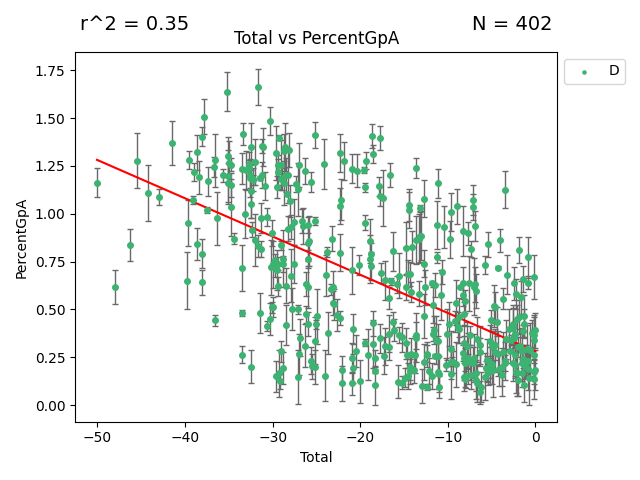 r^2 = 0.35
N = 402
Total vs PercentGpA
D
PercentGpA
1.75
1.50
1.25
1.00
0.75
0.50
0.25
0.00
−50 −40 −30 −20 −10 0
Total